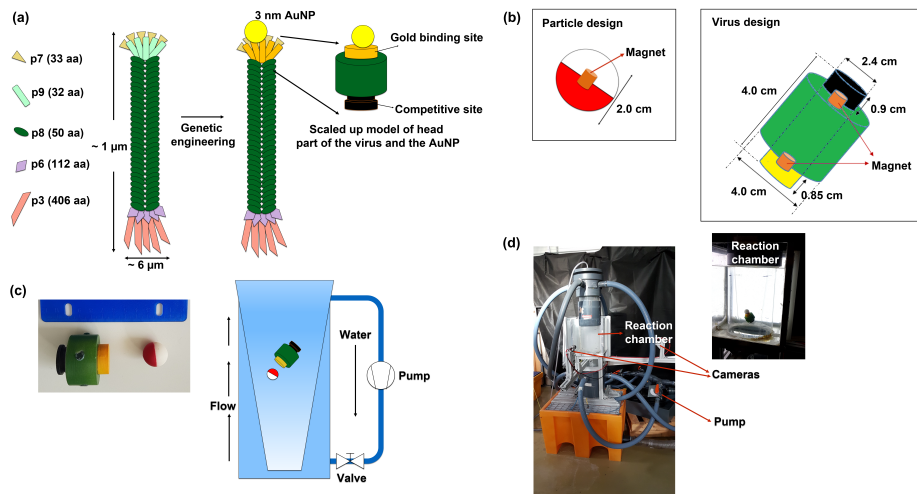 (a)
3 nm AuNP
p7 (33 aa)
p9 (32 aa)
p8 (50 aa)
~ 1 µm
p6 (112 aa)
p3 (406 aa)
~ 6 µm
Genetic
engineering
Gold binding site
Competitive site
Scaled up model of head
part of the virus and the AuNP
(b)
Particle design
Magnet
2.0 cm
Virus design
2.4 cm
4.0 cm
0.9 cm
Magnet
4.0 cm
0.85 cm
(c)
Water
Pump
Flow
Valve
(d)
Reaction
chamber
Reaction
chamber
Cameras
Pump